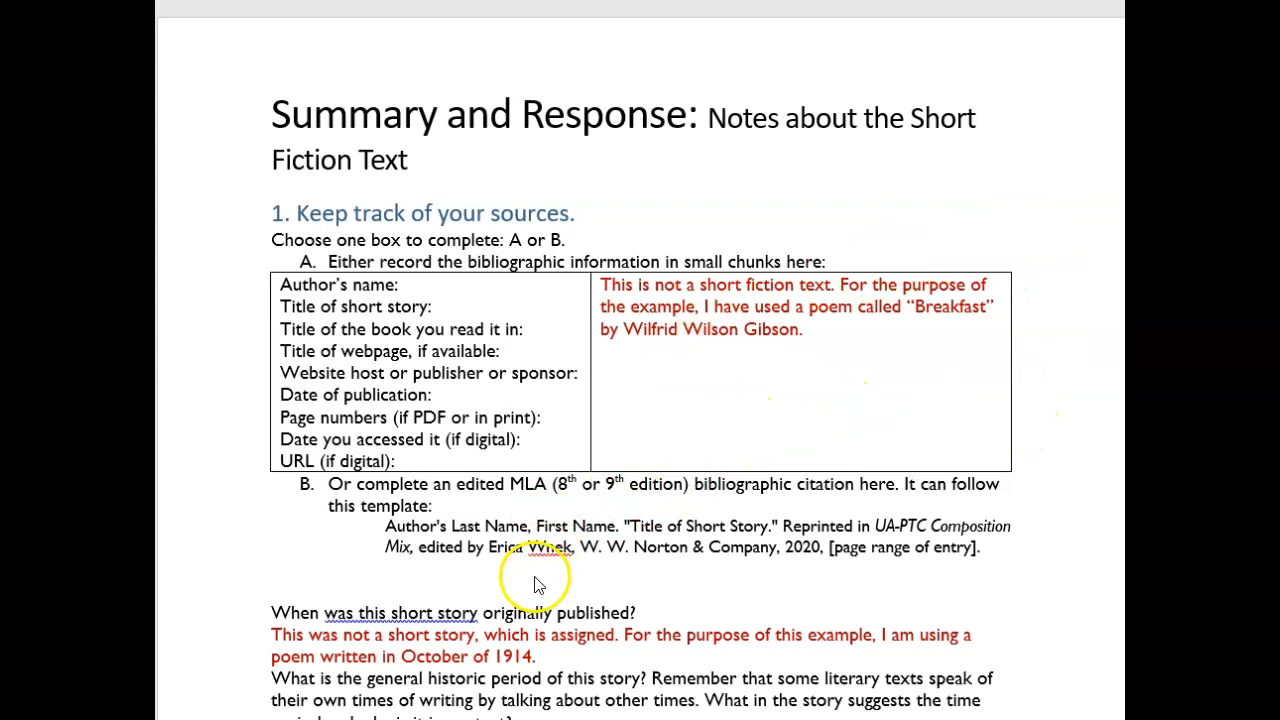 Summary and Response: Notes about the Short
Fiction Text
1. Keep track of your sources.
Choose one box to complete: A or B.
A. Either record the bibliographic information in small chunks here:
Author's name:
Title of short story:
Title of the book you read it in:
Title of webpage, if available:
Website host or publisher or sponsor:
Date of publication:
Page numbers (if PDF or in print):
Date you accessed it (if digital):
URL (if digital):
This is not a short fiction text. For the purpose of
the example, I have used a poem called “Breakfast”
by Wilfrid Wilson Gibson.
B. Or complete an edited MLA (8th or 9th edition) bibliographic citation here. It can follow
this template:
Author's Last Name, First Name. "Title of Short Story." Reprinted in UA-PTC Composition
Mix, edited by Erica Wnek, W. W. Norton & Company, 2020, [page range of entry].
When was this short story originally published?
This was not a short story, which is assigned. For the purpose of this example, I am using a
poem written in October of 1914.
What is the general historic period of this story? Remember that some literary texts speak of
their own times of writing by talking about other times. What in the story suggests the time